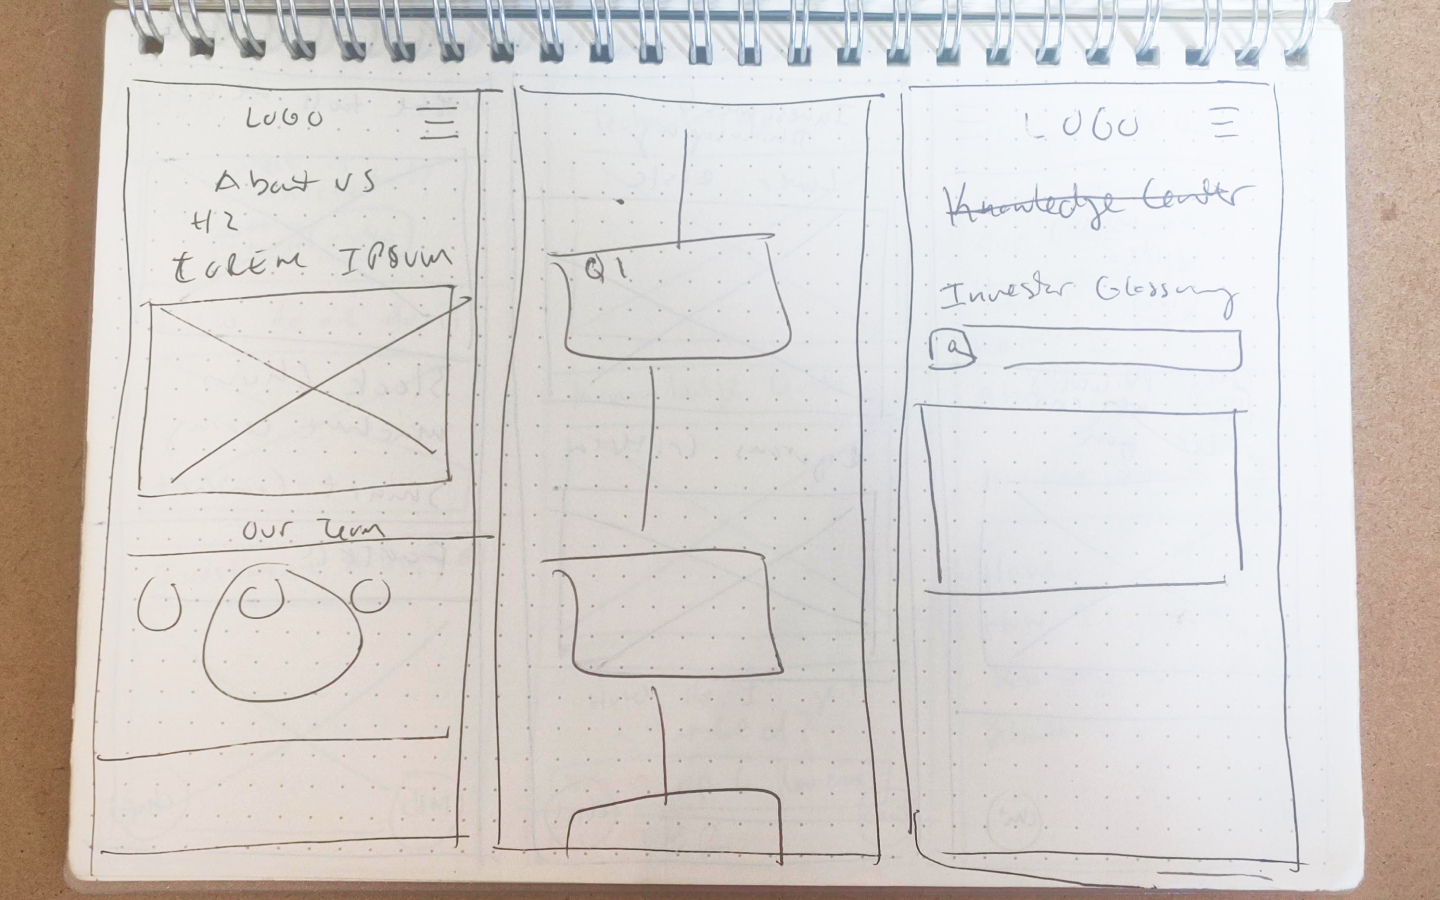 LOGO
About US
H2
LOREM IPSUM
Our Team
Q1
LOGO
Knowledge Center
Investor Glossary
Q